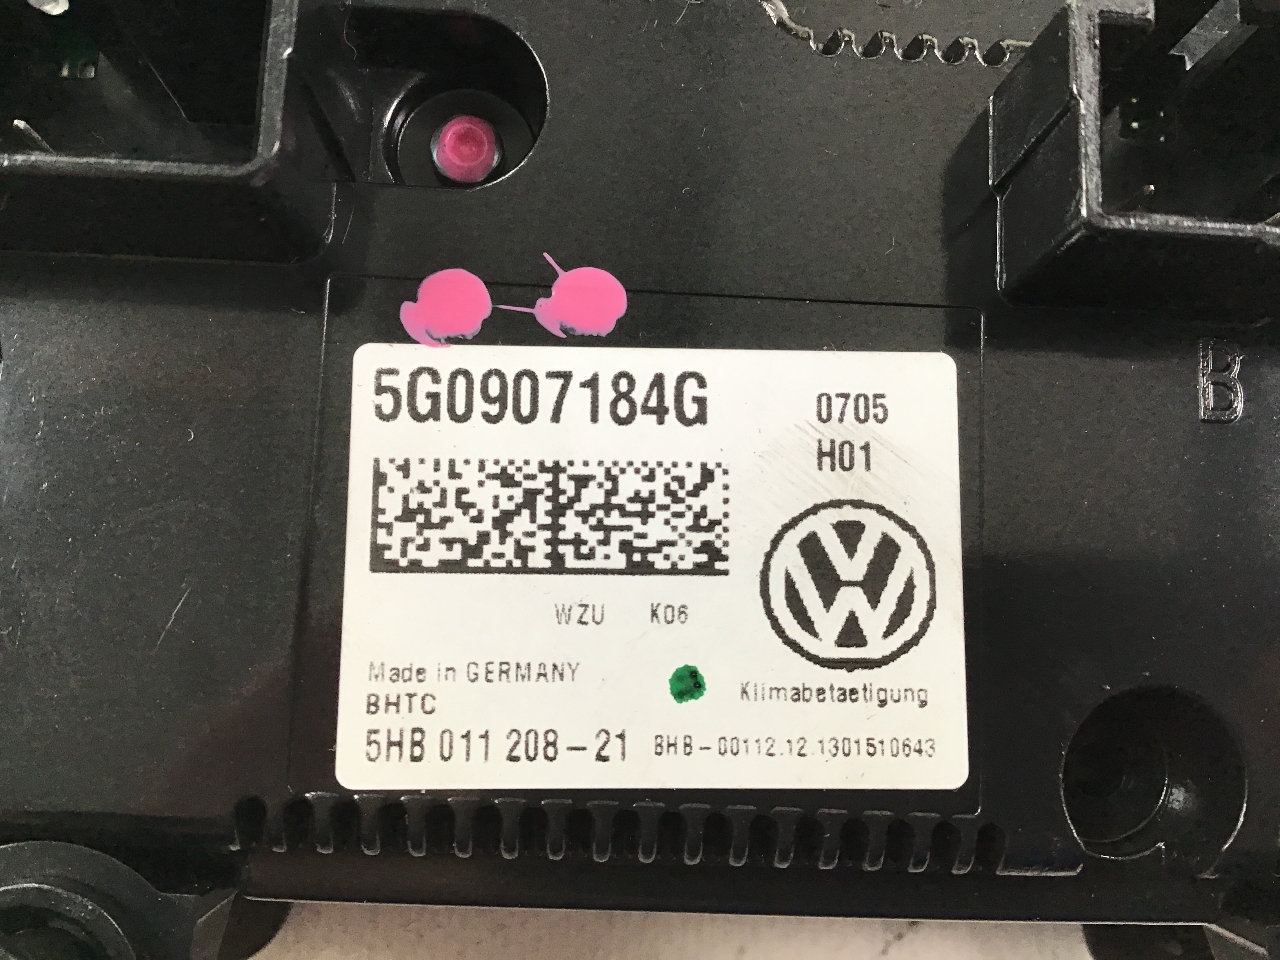 5G0907184G
0705
H01
WZU K06
Made in GERMANY
BHTC
Klimabetaetigung
5HB 011 208-21
BHB-00112.12.1301510643
B